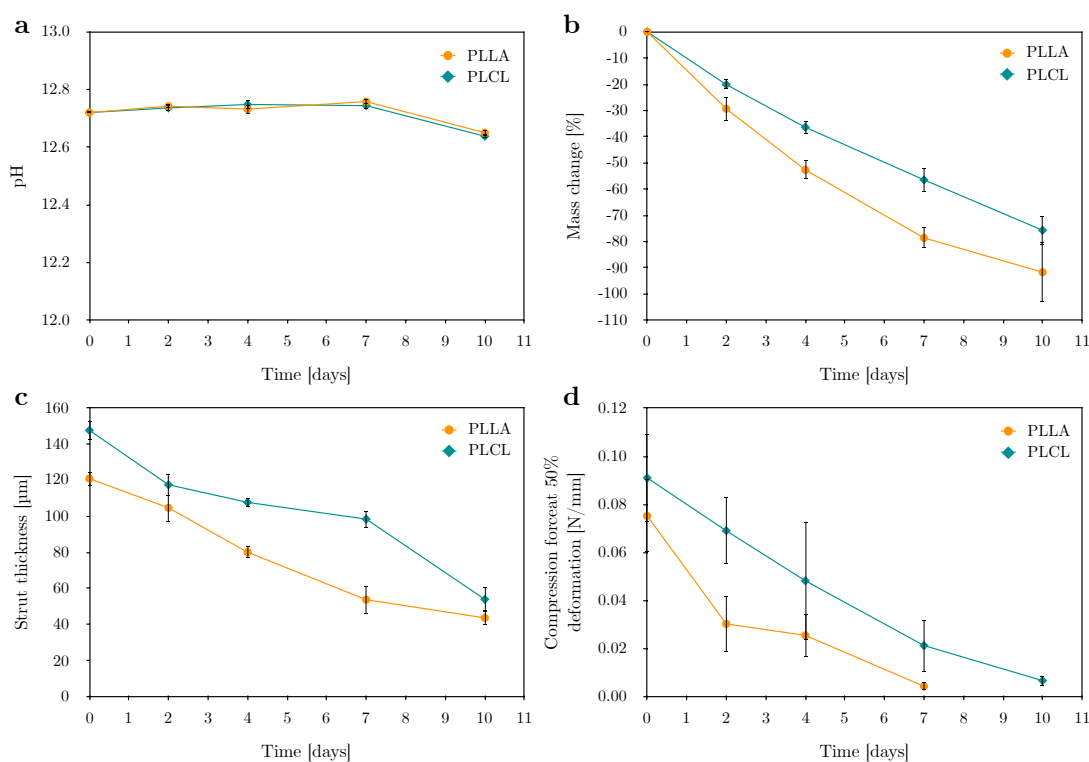 a
13.0
12.8
12.6
12.4
12.2
12.0
pH
PLLA
PLCL
0 1 2 3 4 5 6 7 8 9 10 11
Time [days]
b
0
-10
-20
-30
-40
-50
-60
-70
-80
-90
-100
-110
Mass change [%]
PLLA
PLCL
0 1 2 3 4 5 6 7 8 9 10 11
Time [days]
c
160
140
120
100
80
60
40
20
0
Strut thickness [µm]
PLLA
PLCL
0 1 2 3 4 5 6 7 8 9 10 11
Time [days]
d
0.12
0.10
0.08
0.06
0.04
0.02
0.00
Compression forceat 50%
deformation [N/mm]
PLLA
PLCL
0 1 2 3 4 5 6 7 8 9 10 11
Time [days]